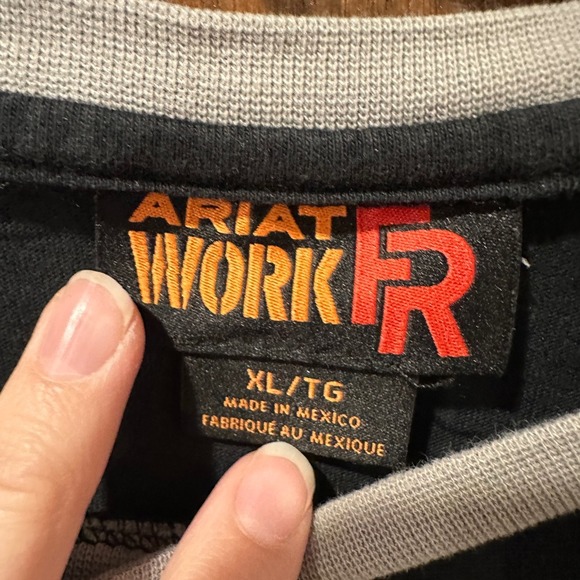 ARIAT
WORK FR
XL/TG
MADE IN MEXICO
FABRIQUÉ AU MEXIQUE